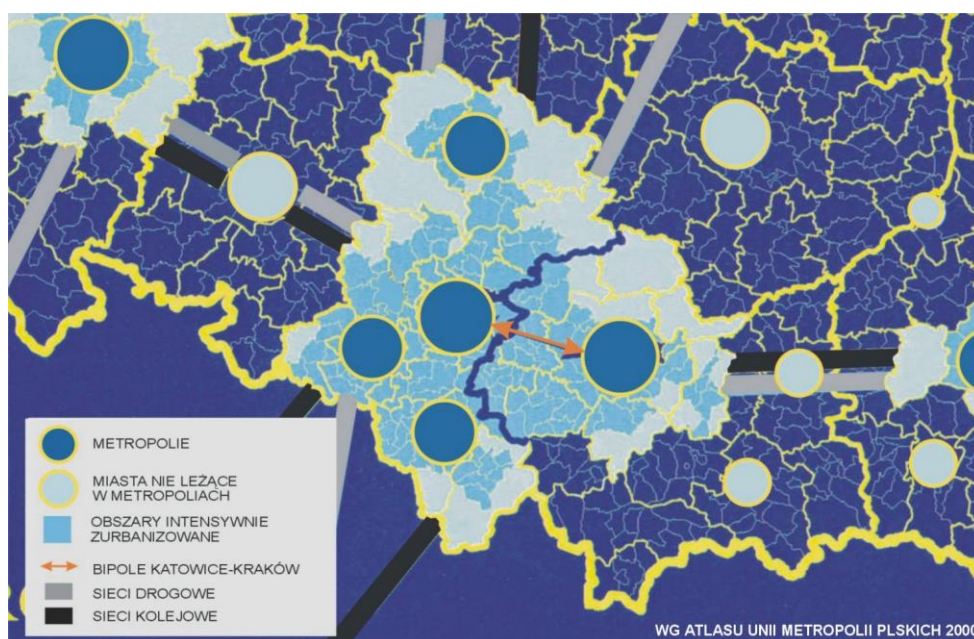 METROPOLIE
MIASTA NIE LEŻĄCE
W METROPOLIACH
OBSZARY INTENSYWNIE
ZURBANIZOWANE
BIPOLE KATOWICE-KRAKÓW
SIECI DROGOWE
SIECI KOLEJOWE
WG ATLASU UNII METROPOLII PLSKICH 2000